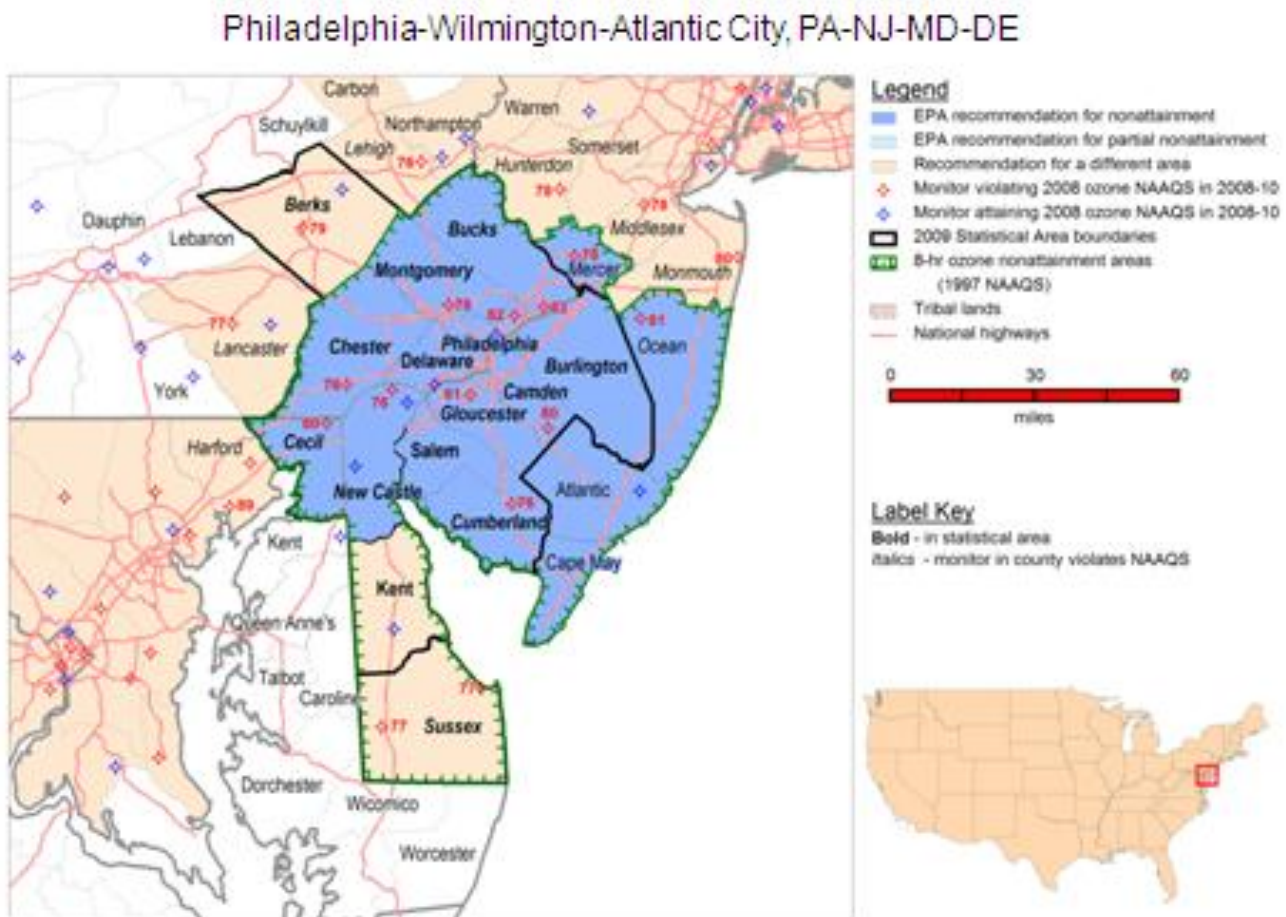 Philadelphia-Wilmington-Atlantic City, PA-NJ-MD-DE
Legend
EPA recommendation for nonattainment
EPA recommendation for partial nonattainment
Recommendation for a different area
Monitor violating 2008 ozone NAAQS in 2008-10
Monitor attaining 2008 ozone NAAQS in 2008-10
2009 Statistical Area boundaries
8-hr ozone nonattainment areas
(1997 NAAQS)
Tribal lands
National highways
0 30 60
miles
Label Key
Bold - in statistical area
Italics - monitor in county violates NAAQS
Carbon
Warren
Schuylkill
Northampton
Lehigh
Somerset
Hunterdon
Berks
79
Dauphin
Lebanon
Bucks
Middlesex
Mercer
Monmouth
Montgomery
77
Lancaster
82
Philadelphia
Chester
Delaware
Burlington
Ocean
York
Camden
Gloucester
Harford
Cecil
Salem
New Castle
Atlantic
Cumberland
Kent
Cape May
Kent
Queen Anne's
Talbot
Caroline
77
Sussex
Dorchester
Wicomico
Worcester